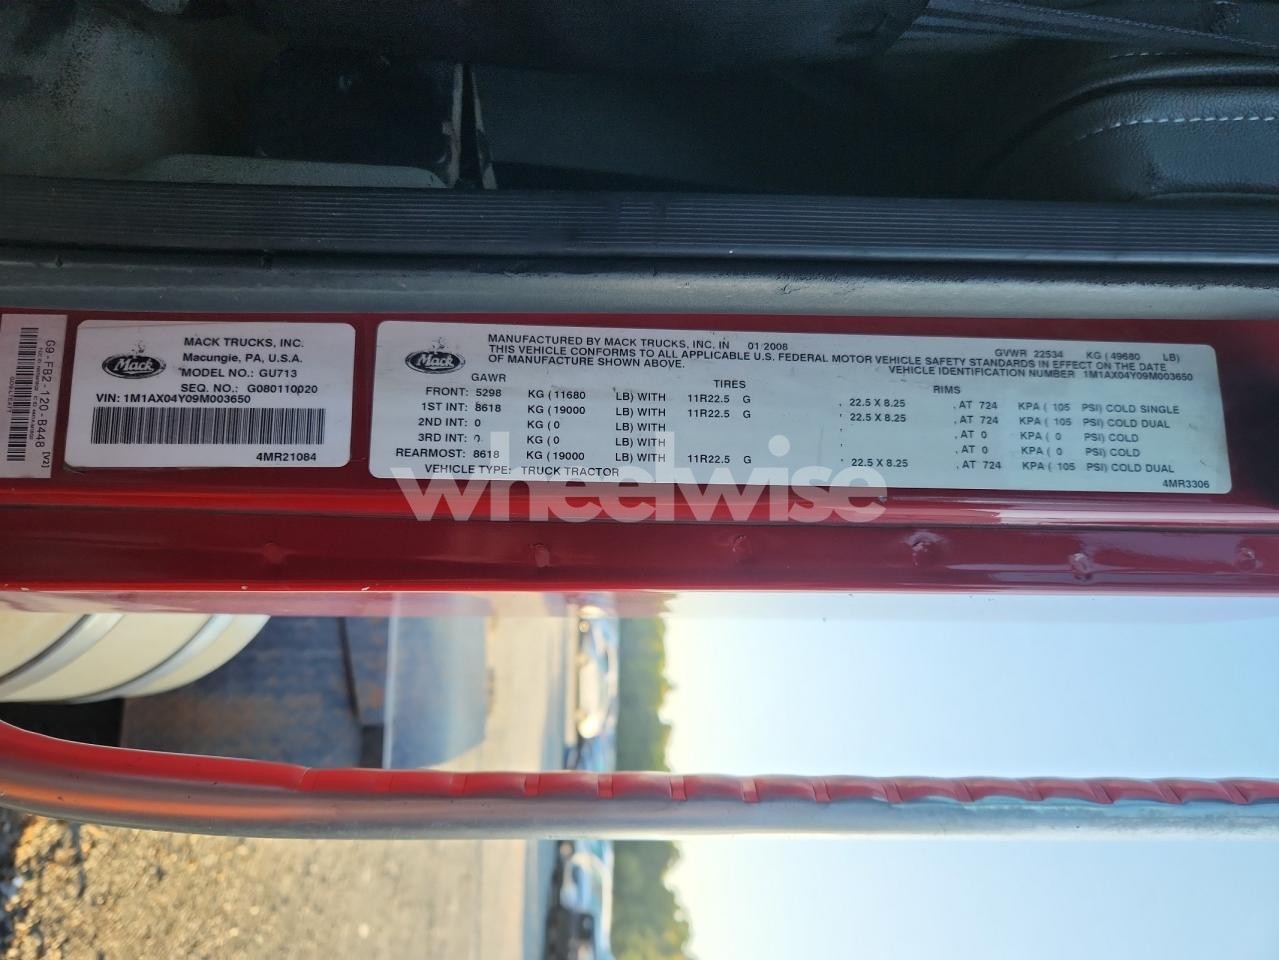 G9-FB2-120-B448 [V2]
Mack
MACK TRUCKS, INC.
Macungie, PA, U.S.A.
MODEL NO.: GU713
SEQ. NO.: G080110020
VIN: 1M1AX04Y09M003650
4MR21084
Mack
MANUFACTURED BY MACK TRUCKS, INC. IN 01/2008 GVWR 22534 KG (49680 LB)
THIS VEHICLE CONFORMS TO ALL APPLICABLE U.S. FEDERAL MOTOR VEHICLE SAFETY STANDARDS IN EFFECT ON THE DATE
OF MANUFACTURE SHOWN ABOVE. VEHICLE IDENTIFICATION NUMBER 1M1AX04Y09M003650
GAWR TIRES RIMS
FRONT: 5298 KG (11680 LB) WITH 11R22.5 G , 22.5 X 8.25 , AT 724 KPA (105 PSI) COLD SINGLE
1ST INT: 8618 KG (19000 LB) WITH 11R22.5 G , 22.5 X 8.25 , AT 724 KPA (105 PSI) COLD DUAL
2ND INT: 0 KG (0 LB) WITH , , AT 0 KPA (0 PSI) COLD
3RD INT: 0 KG (0 LB) WITH , , AT 0 KPA (0 PSI) COLD
REARMOST: 8618 KG (19000 LB) WITH 11R22.5 G , 22.5 X 8.25 , AT 724 KPA (105 PSI) COLD DUAL
VEHICLE TYPE: TRUCK TRACTOR
4MR3306
wheelwise